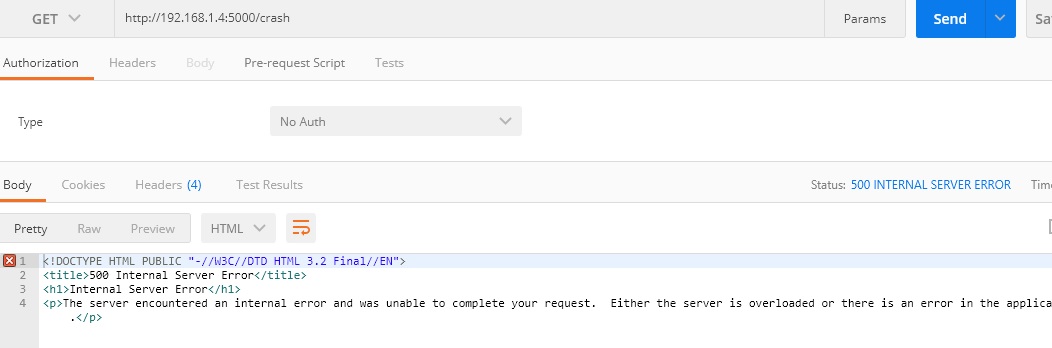 GET http://192.168.1.4:5000/crash Params Send
Authorization Headers Body Pre-request Script Tests
Type No Auth
Body Cookies Headers (4) Test Results Status: 500 INTERNAL SERVER ERROR
Pretty Raw Preview HTML
1 <!DOCTYPE HTML PUBLIC "-//W3C//DTD HTML 3.2 Final//EN">
2 <title>500 Internal Server Error</title>
3 <h1>Internal Server Error</h1>
4 <p>The server encountered an internal error and was unable to complete your request.  Either the server is overloaded or there is an error in the applica
.</p>